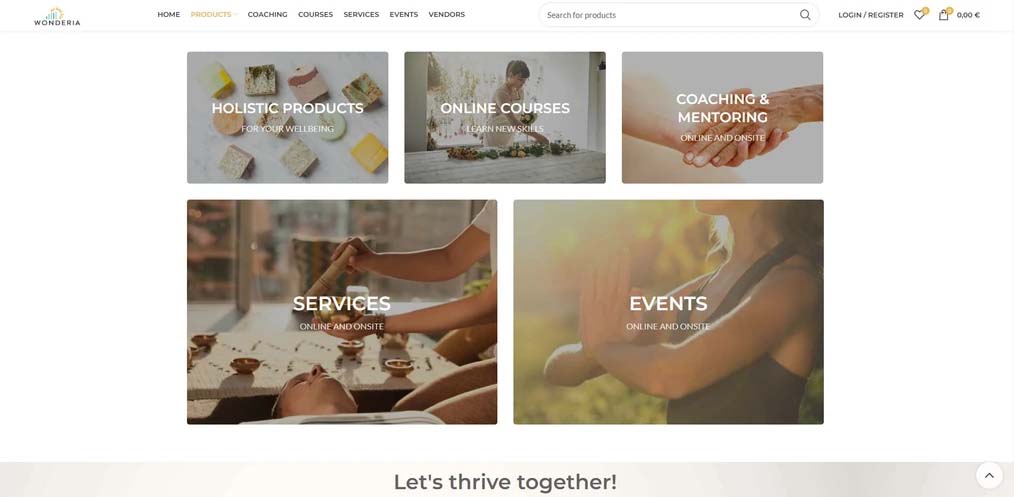 WONDERIA
HOME PRODUCTS COACHING COURSES SERVICES EVENTS VENDORS
Search for products
LOGIN / REGISTER 0 0 0,00 €
HOLISTIC PRODUCTS
FOR YOUR WELLBEING
ONLINE COURSES
LEARN NEW SKILLS
COACHING &
MENTORING
ONLINE AND ONSITE
SERVICES
ONLINE AND ONSITE
EVENTS
ONLINE AND ONSITE
Let's thrive together!